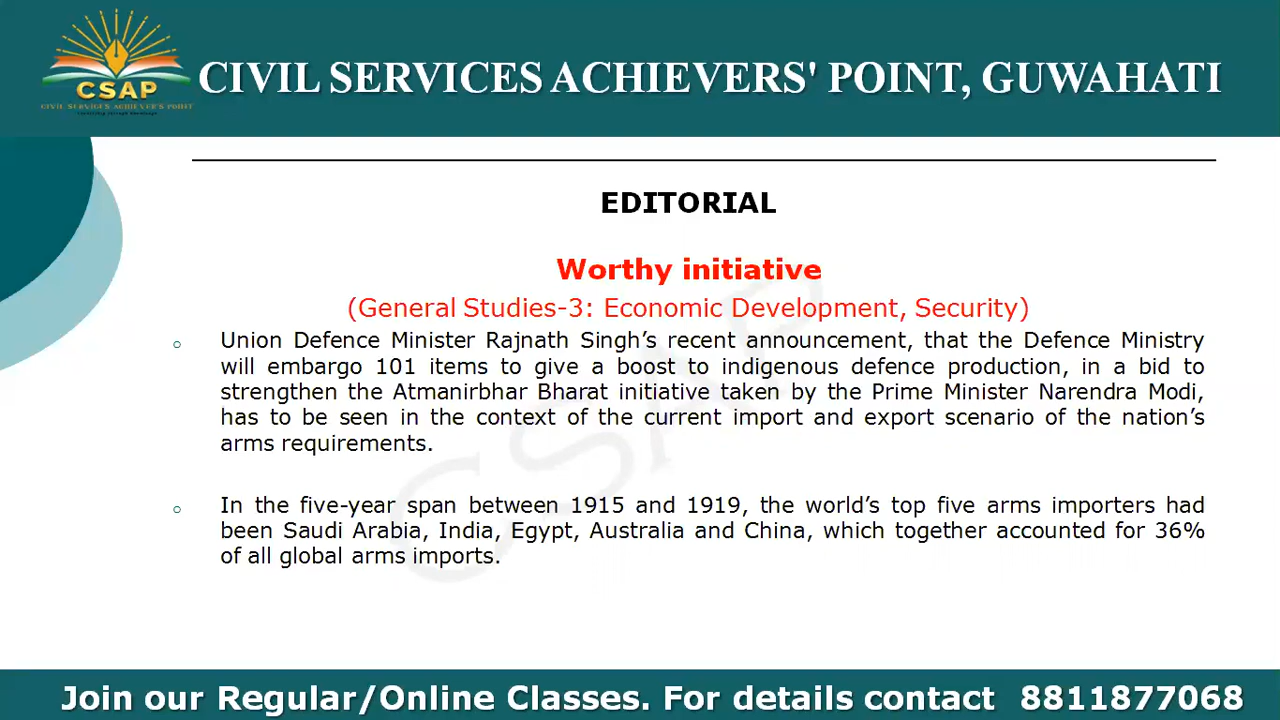 CSAP
CIVIL SERVICES ACHIEVER'S POINT
CIVIL SERVICES ACHIEVERS' POINT, GUWAHATI
EDITORIAL
Worthy initiative
(General Studies-3: Economic Development, Security)
Union Defence Minister Rajnath Singh’s recent announcement, that the Defence Ministry
will embargo 101 items to give a boost to indigenous defence production, in a bid to
strengthen the Atmanirbhar Bharat initiative taken by the Prime Minister Narendra Modi,
has to be seen in the context of the current import and export scenario of the nation’s
arms requirements.
In the five-year span between 1915 and 1919, the world’s top five arms importers had
been Saudi Arabia, India, Egypt, Australia and China, which together accounted for 36%
of all global arms imports.
CSAP
Join our Regular/Online Classes. For details contact 8811877068